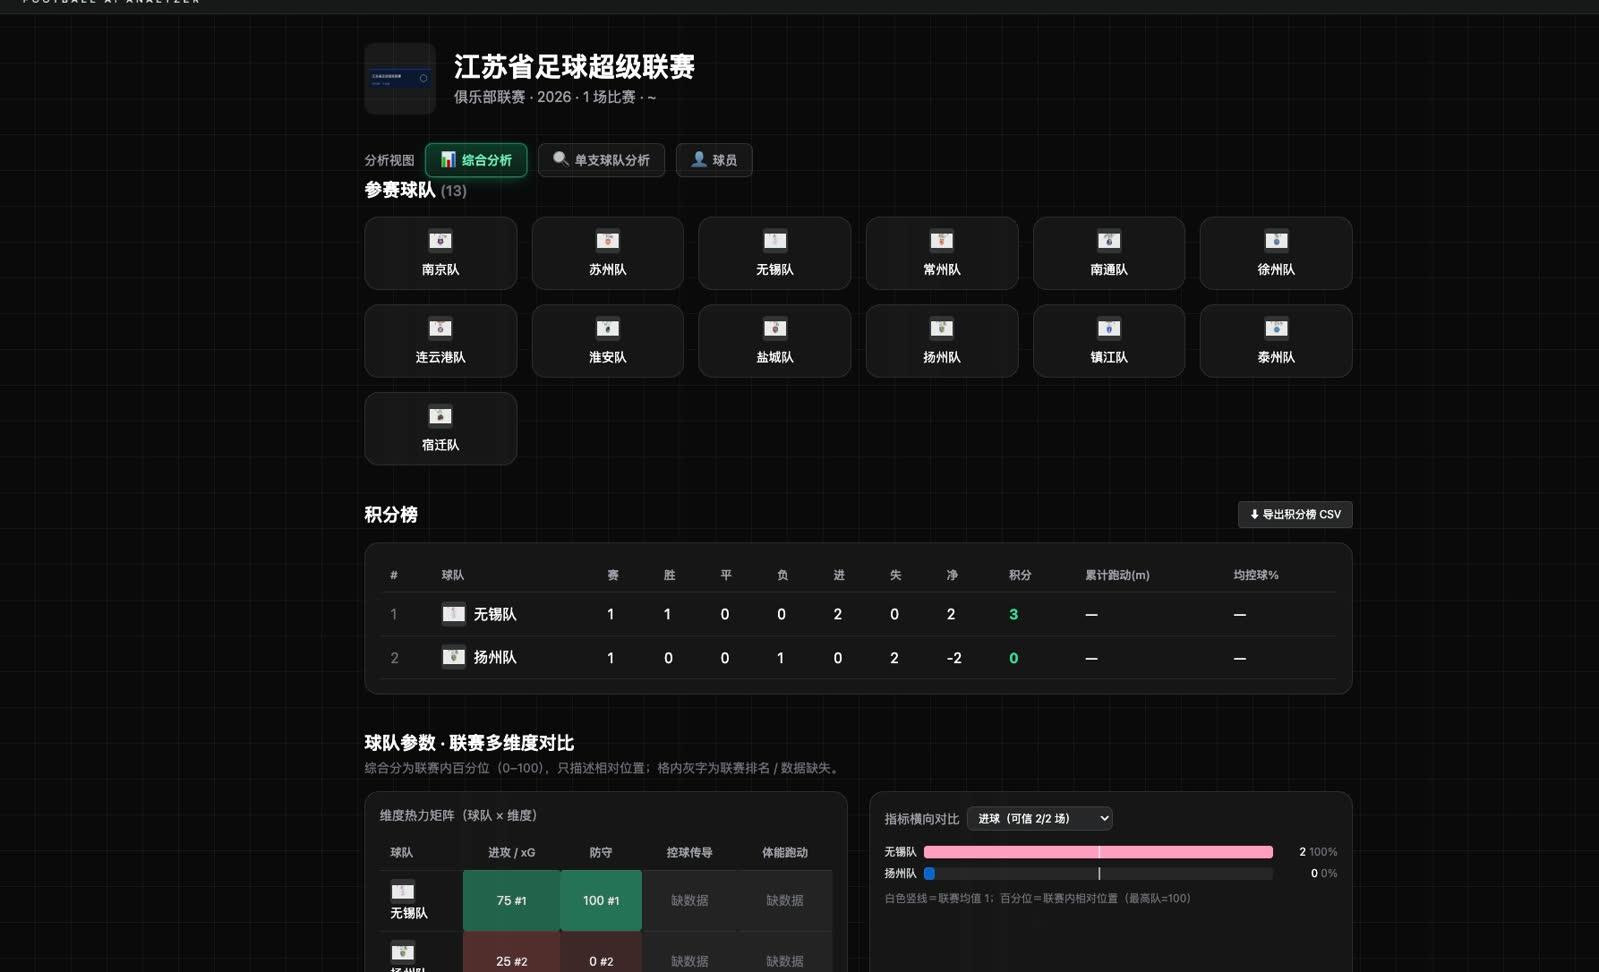 FOOTBALL AI ANALYZER
江苏省足球超级联赛
俱乐部联赛 · 2026 · 1 场比赛 · ~
分析视图 综合分析 单支球队分析 球员
参赛球队 (13)
南京队 苏州队 无锡队 常州队 南通队 徐州队
连云港队 淮安队 盐城队 扬州队 镇江队 泰州队
宿迁队
积分榜 导出积分榜 CSV
# 球队 赛 胜 平 负 进 失 净 积分 累计跑动(m) 均控球%
1 无锡队 1 1 0 0 2 0 2 3 — —
2 扬州队 1 0 0 1 0 2 -2 0 — —
球队参数 · 联赛多维度对比
综合分为联赛内百分位（0–100），只描述相对位置；格内灰字为联赛排名 / 数据缺失。
维度热力矩阵（球队 × 维度）
球队 进攻 / xG 防守 控球传导 体能跑动
无锡队 75 #1 100 #1 缺数据 缺数据
扬州队 25 #2 0 #2 缺数据 缺数据
指标横向对比 进球（可信 2/2 场）
无锡队 2 100%
扬州队 0 0%
白色竖线＝联赛均值 1；百分位＝联赛内相对位置（最高队=100）